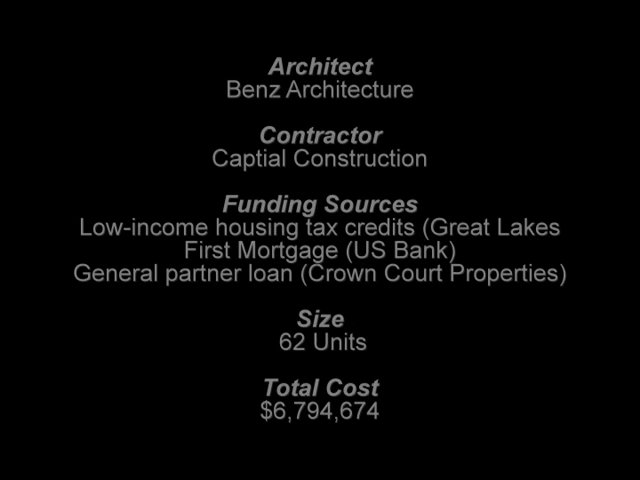 Architect
Benz Architecture
Contractor
Captial Construction
Funding Sources
Low-income housing tax credits (Great Lakes
First Mortgage (US Bank)
General partner loan (Crown Court Properties)
Size
62 Units
Total Cost
$6,794,674